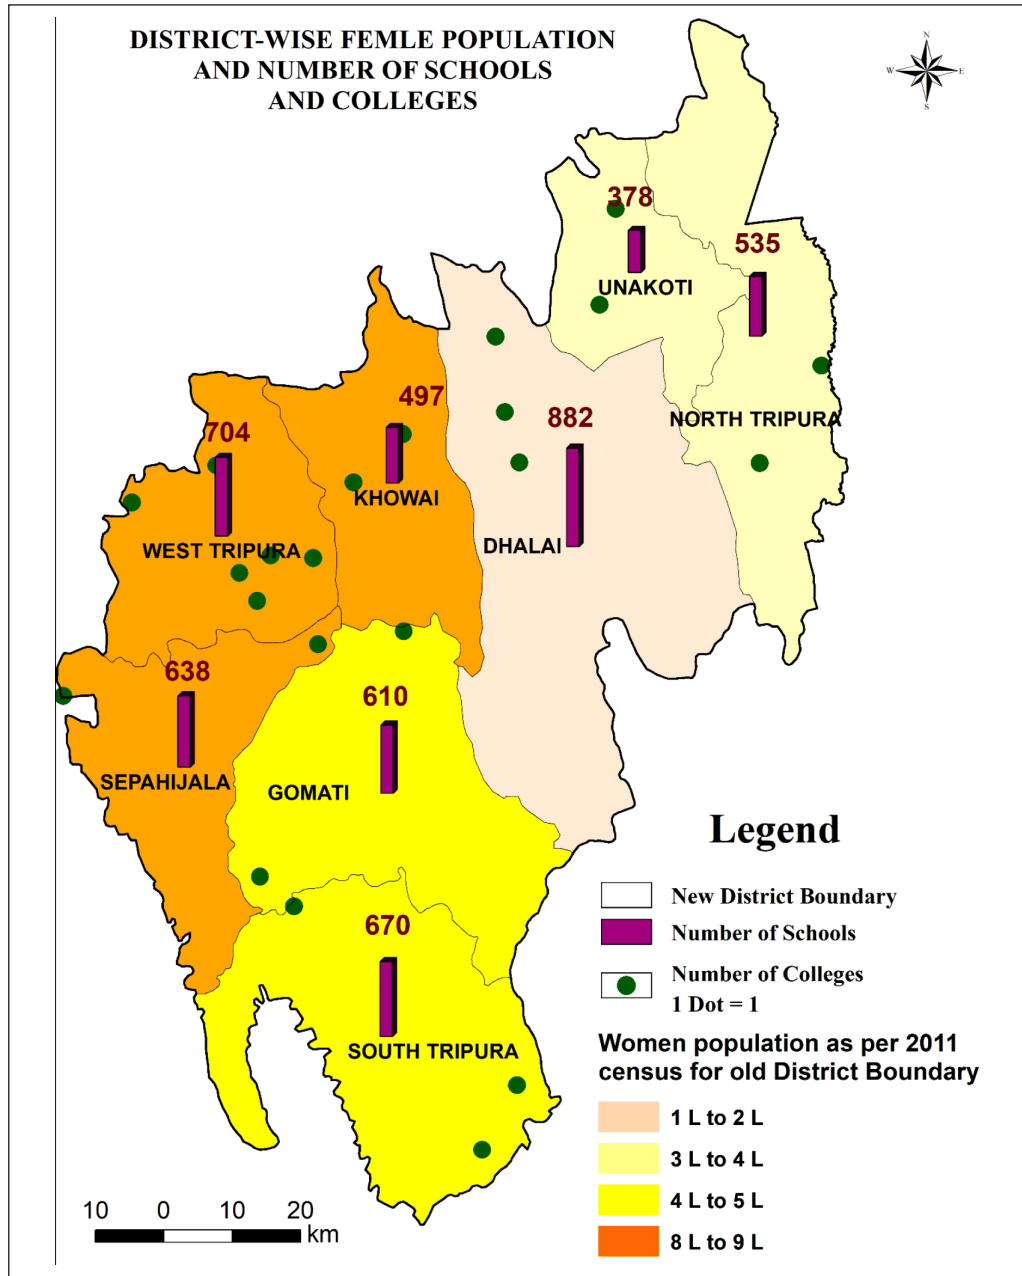 DISTRICT-WISE FEMLE POPULATION
AND NUMBER OF SCHOOLS
AND COLLEGES
N
W
E
S
378
535
UNAKOTI
497
882
NORTH TRIPURA
704
KHOWAI
DHALAI
WEST TRIPURA
638
610
SEPAHIJALA
GOMATI
670
SOUTH TRIPURA
Legend
New District Boundary
Number of Schools
Number of Colleges
1 Dot = 1
Women population as per 2011
census for old District Boundary
1 L to 2 L
3 L to 4 L
4 L to 5 L
8 L to 9 L
10 0 10 20
km